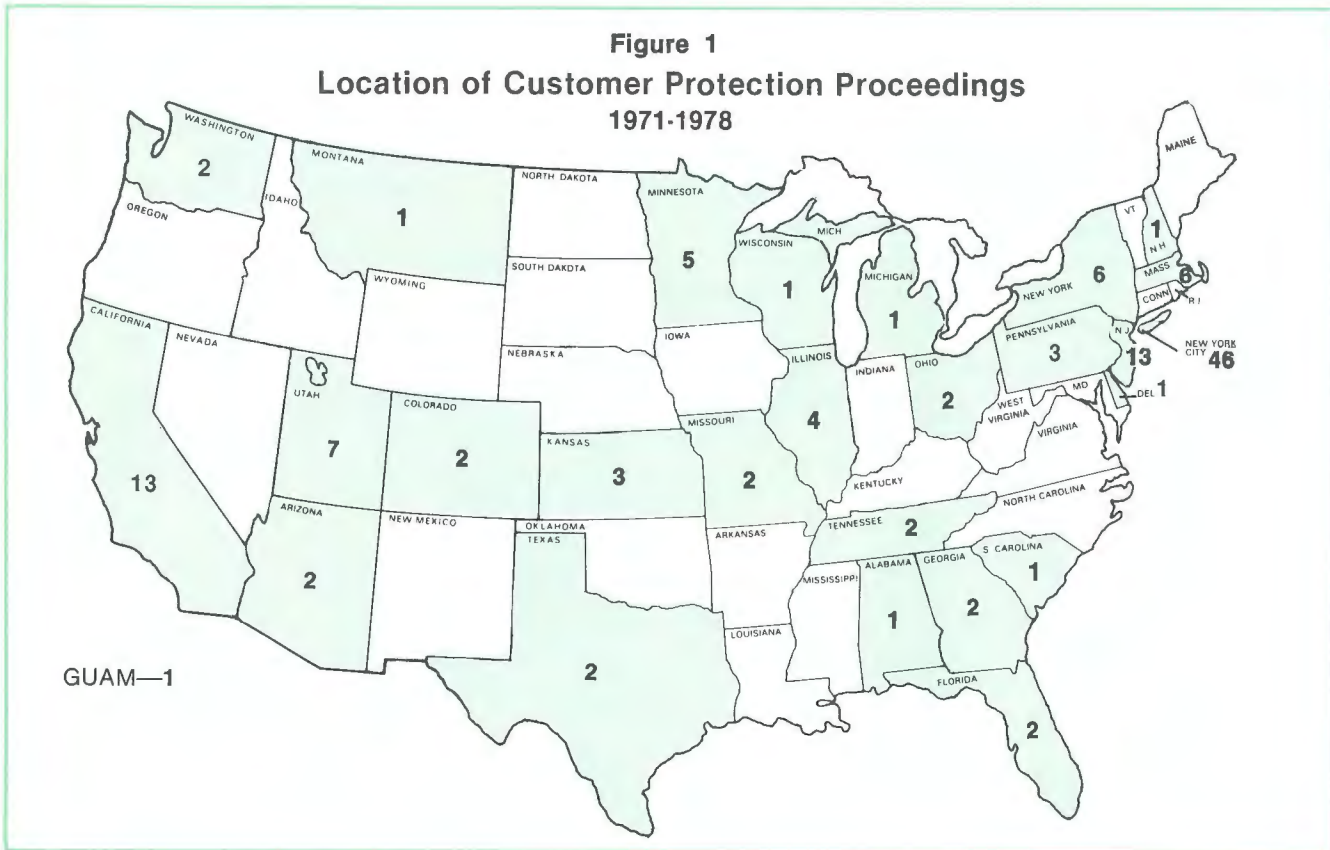 Figure 1
Location of Customer Protection Proceedings
1971-1978
WASHINGTON
2
MONTANA
1
NORTH DAKOTA
MINNESOTA
5
MAINE
OREGON
IDAHO
SOUTH DAKOTA
WISCONSIN
1
MICH
MICHIGAN
1
VT
1
N H
MASS
6
NEW YORK
6
CONN
R I
WYOMING
CALIFORNIA
13
NEVADA
UTAH
7
COLORADO
2
NEBRASKA
IOWA
ILLINOIS
4
INDIANA
OHIO
2
PENNSYLVANIA
3
N J
13
NEW YORK
CITY 46
DEL 1
MD
WEST
VIRGINIA
VIRGINIA
KANSAS
3
MISSOURI
2
KENTUCKY
NORTH CAROLINA
ARIZONA
2
NEW MEXICO
OKLAHOMA
TEXAS
2
ARKANSAS
TENNESSEE
2
MISSISSIPPI
ALABAMA
1
GEORGIA
2
S CAROLINA
1
LOUISIANA
FLORIDA
2
GUAM—1